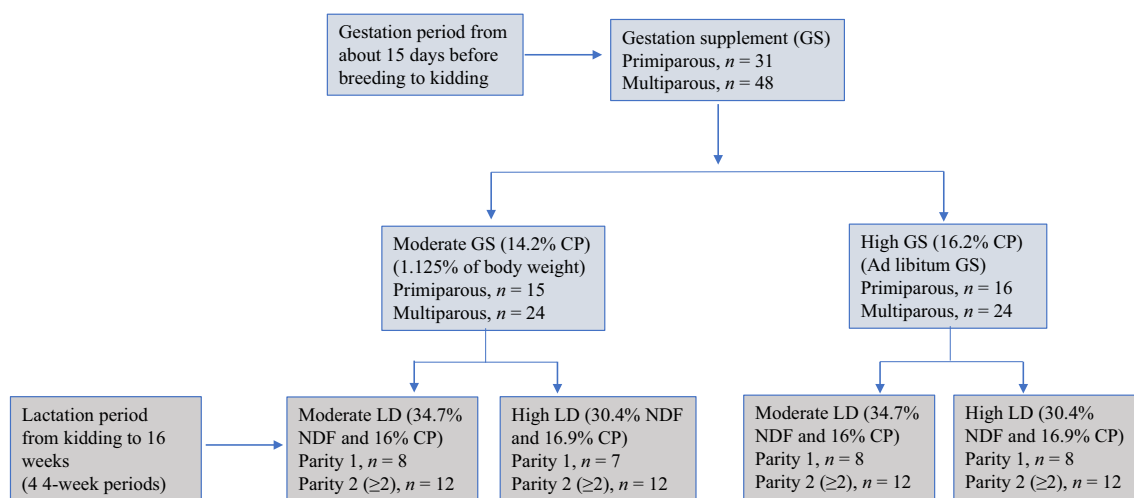 Gestation period from
about 15 days before
breeding to kidding
Gestation supplement (GS)
Primiparous, n = 31
Multiparous, n = 48
Moderate GS (14.2% CP)
(1.125% of body weight)
Primiparous, n = 15
Multiparous, n = 24
High GS (16.2% CP)
(Ad libitum GS)
Primiparous, n = 16
Multiparous, n = 24
Lactation period
from kidding to 16
weeks
(4 4-week periods)
Moderate LD (34.7%
NDF and 16% CP)
Parity 1, n = 8
Parity 2 (≥2), n = 12
High LD (30.4% NDF
and 16.9% CP)
Parity 1, n = 7
Parity 2 (≥2), n = 12
Moderate LD (34.7%
NDF and 16% CP)
Parity 1, n = 8
Parity 2 (≥2), n = 12
High LD (30.4%
NDF and 16.9% CP)
Parity 1, n = 8
Parity 2 (≥2), n = 12